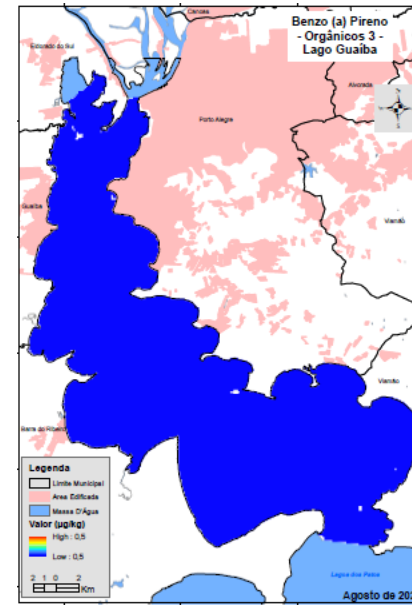 Benzo (a) Pireno
- Orgânicos 3 -
Lago Guaíba
Canoas
Eldorado do Sul
Alvorada
Porto Alegre
Guaíba
Viamão
Viamão
Barra do Ribeiro
Legenda
Limite Municipal
Área Edificada
Massa D'Água
Valor (µg/kg)
High : 0,5
Low : 0,5
2 1 0 2
Km
Lagoa dos Patos
Agosto de 202